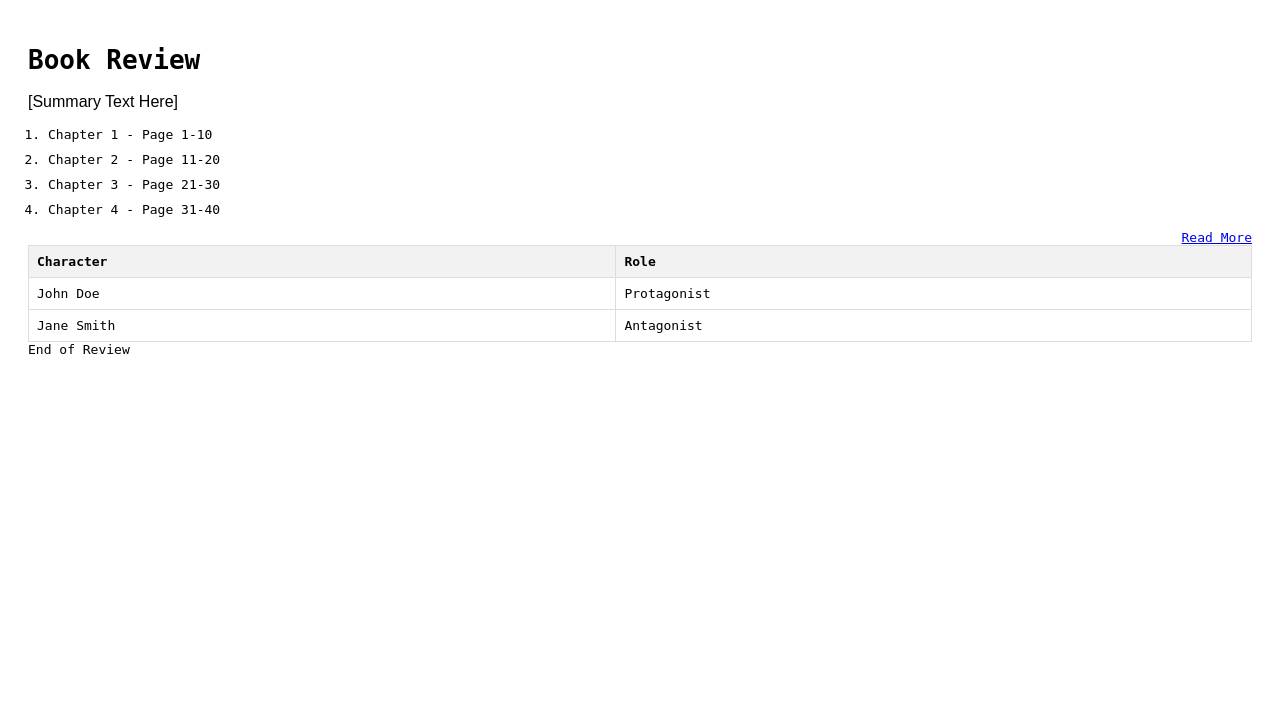 Book Review
[Summary Text Here]
1. Chapter 1 - Page 1-10
2. Chapter 2 - Page 11-20
3. Chapter 3 - Page 21-30
4. Chapter 4 - Page 31-40
Read More
Character Role
John Doe Protagonist
Jane Smith Antagonist
End of Review